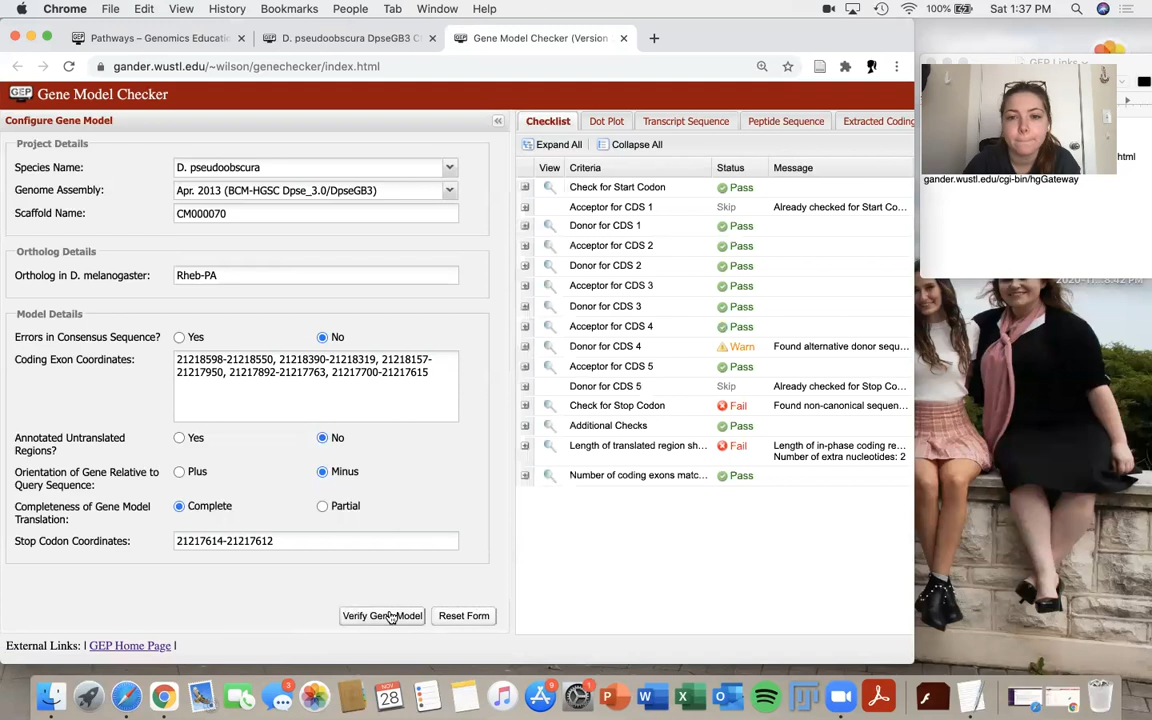 Chrome File Edit View History Bookmarks People Tab Window Help 100% Sat 1:37 PM
Pathways – Genomics Educatio
D. pseudoobscura DpseGB3 C
Gene Model Checker (Version
GEP Links
gander.wustl.edu/~wilson/genechecker/index.html
html
gander.wustl.edu/cgi-bin/hgGateway
GEP Gene Model Checker
Configure Gene Model
Project Details
Species Name: D. pseudoobscura
Genome Assembly: Apr. 2013 (BCM-HGSC Dpse_3.0/DpseGB3)
Scaffold Name: CM000070
Ortholog Details
Ortholog in D. melanogaster: Rheb-PA
Model Details
Errors in Consensus Sequence? Yes No
Coding Exon Coordinates: 21218598-21218550, 21218390-21218319, 21218157-
21217950, 21217892-21217763, 21217700-21217615
Annotated Untranslated
Regions? Yes No
Orientation of Gene Relative to
Query Sequence: Plus Minus
Completeness of Gene Model
Translation: Complete Partial
Stop Codon Coordinates: 21217614-21217612
Verify Gene Model Reset Form
External Links: | GEP Home Page |
Checklist Dot Plot Transcript Sequence Peptide Sequence Extracted Coding
Expand All Collapse All
View Criteria Status Message
Check for Start Codon Pass
Acceptor for CDS 1 Skip Already checked for Start Co...
Donor for CDS 1 Pass
Acceptor for CDS 2 Pass
Donor for CDS 2 Pass
Acceptor for CDS 3 Pass
Donor for CDS 3 Pass
Acceptor for CDS 4 Pass
Donor for CDS 4 Warn Found alternative donor sequ...
Acceptor for CDS 5 Pass
Donor for CDS 5 Skip Already checked for Stop Co...
Check for Stop Codon Fail Found non-canonical sequen...
Additional Checks Pass
Length of translated region sh... Fail Length of in-phase coding re...
Number of extra nucleotides: 2
Number of coding exons matc... Pass
NOV
28
3
9
1